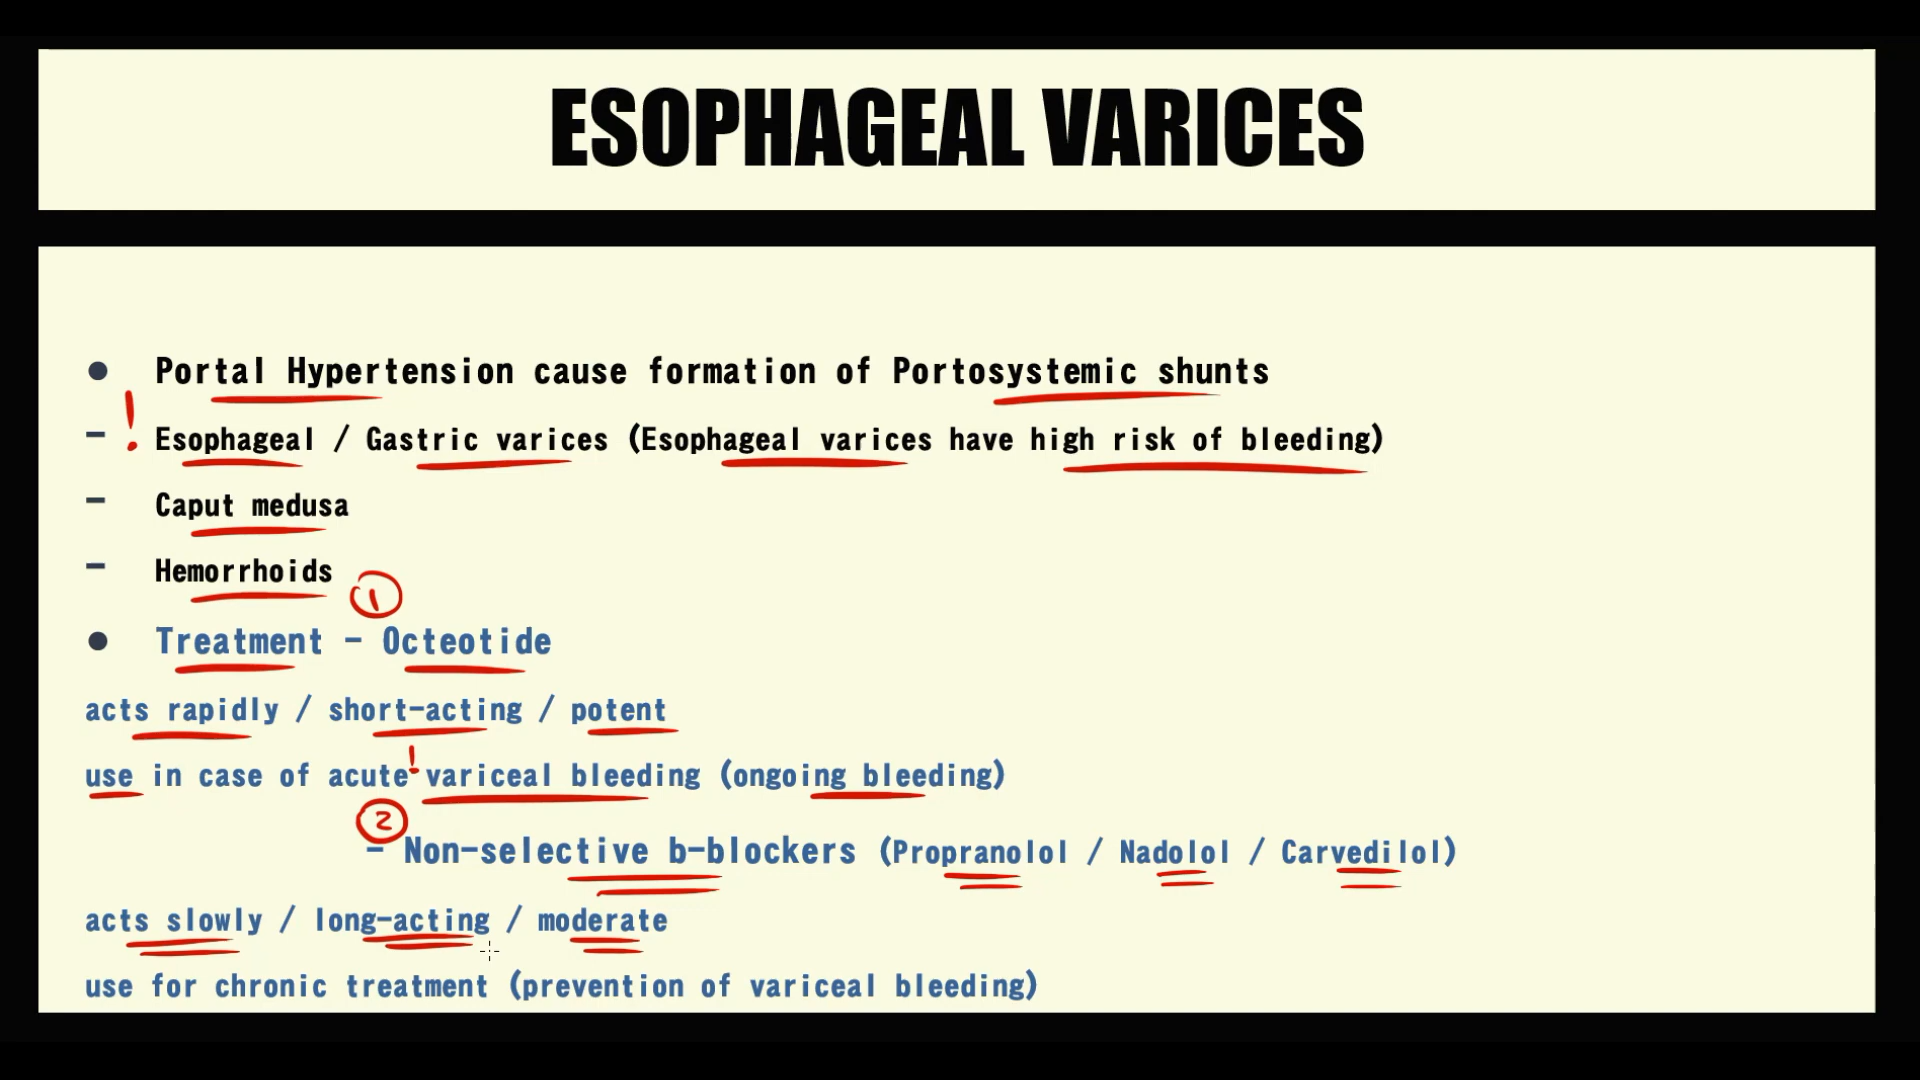 ESOPHAGEAL VARICES
● Portal Hypertension cause formation of Portosystemic shunts
– ! Esophageal / Gastric varices (Esophageal varices have high risk of bleeding)
– Caput medusa
– Hemorrhoids
1
● Treatment – Octeotide
acts rapidly / short-acting / potent
use in case of acute ! variceal bleeding (ongoing bleeding)
2
– Non-selective b-blockers (Propranolol / Nadolol / Carvedilol)
acts slowly / long-acting / moderate
use for chronic treatment (prevention of variceal bleeding)